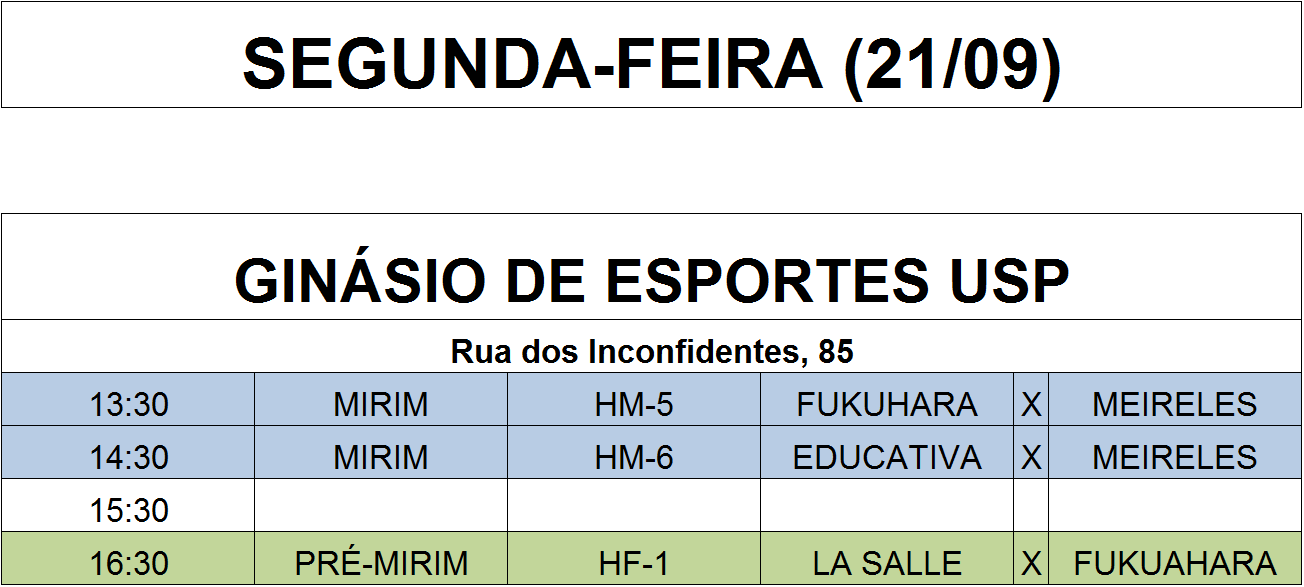 SEGUNDA-FEIRA (21/09)
GINÁSIO DE ESPORTES USP
Rua dos Inconfidentes, 85
13:30 MIRIM HM-5 FUKUHARA X MEIRELES
14:30 MIRIM HM-6 EDUCATIVA X MEIRELES
15:30
16:30 PRÉ-MIRIM HF-1 LA SALLE X FUKUAHARA